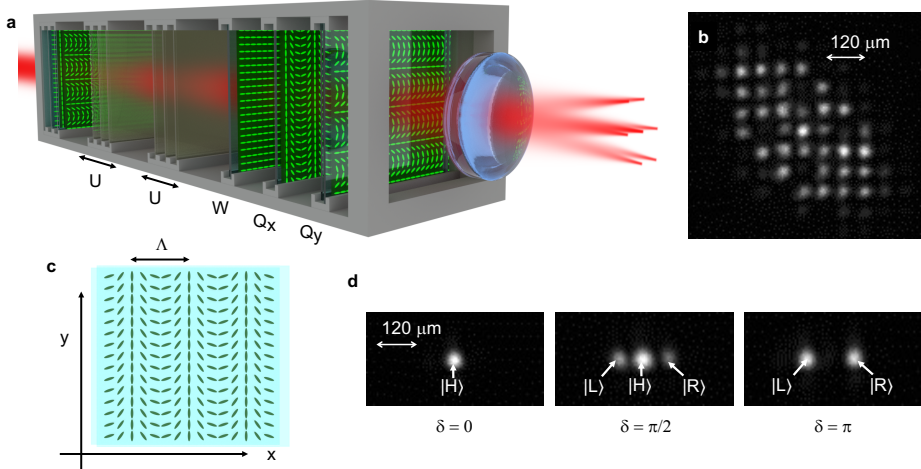 a
U
U
W
Qx
Qy
b
120 μm
c
Λ
y
x
d
120 μm
|H⟩
δ = 0
|L⟩ |H⟩ |R⟩
δ = π/2
|L⟩ |R⟩
δ = π